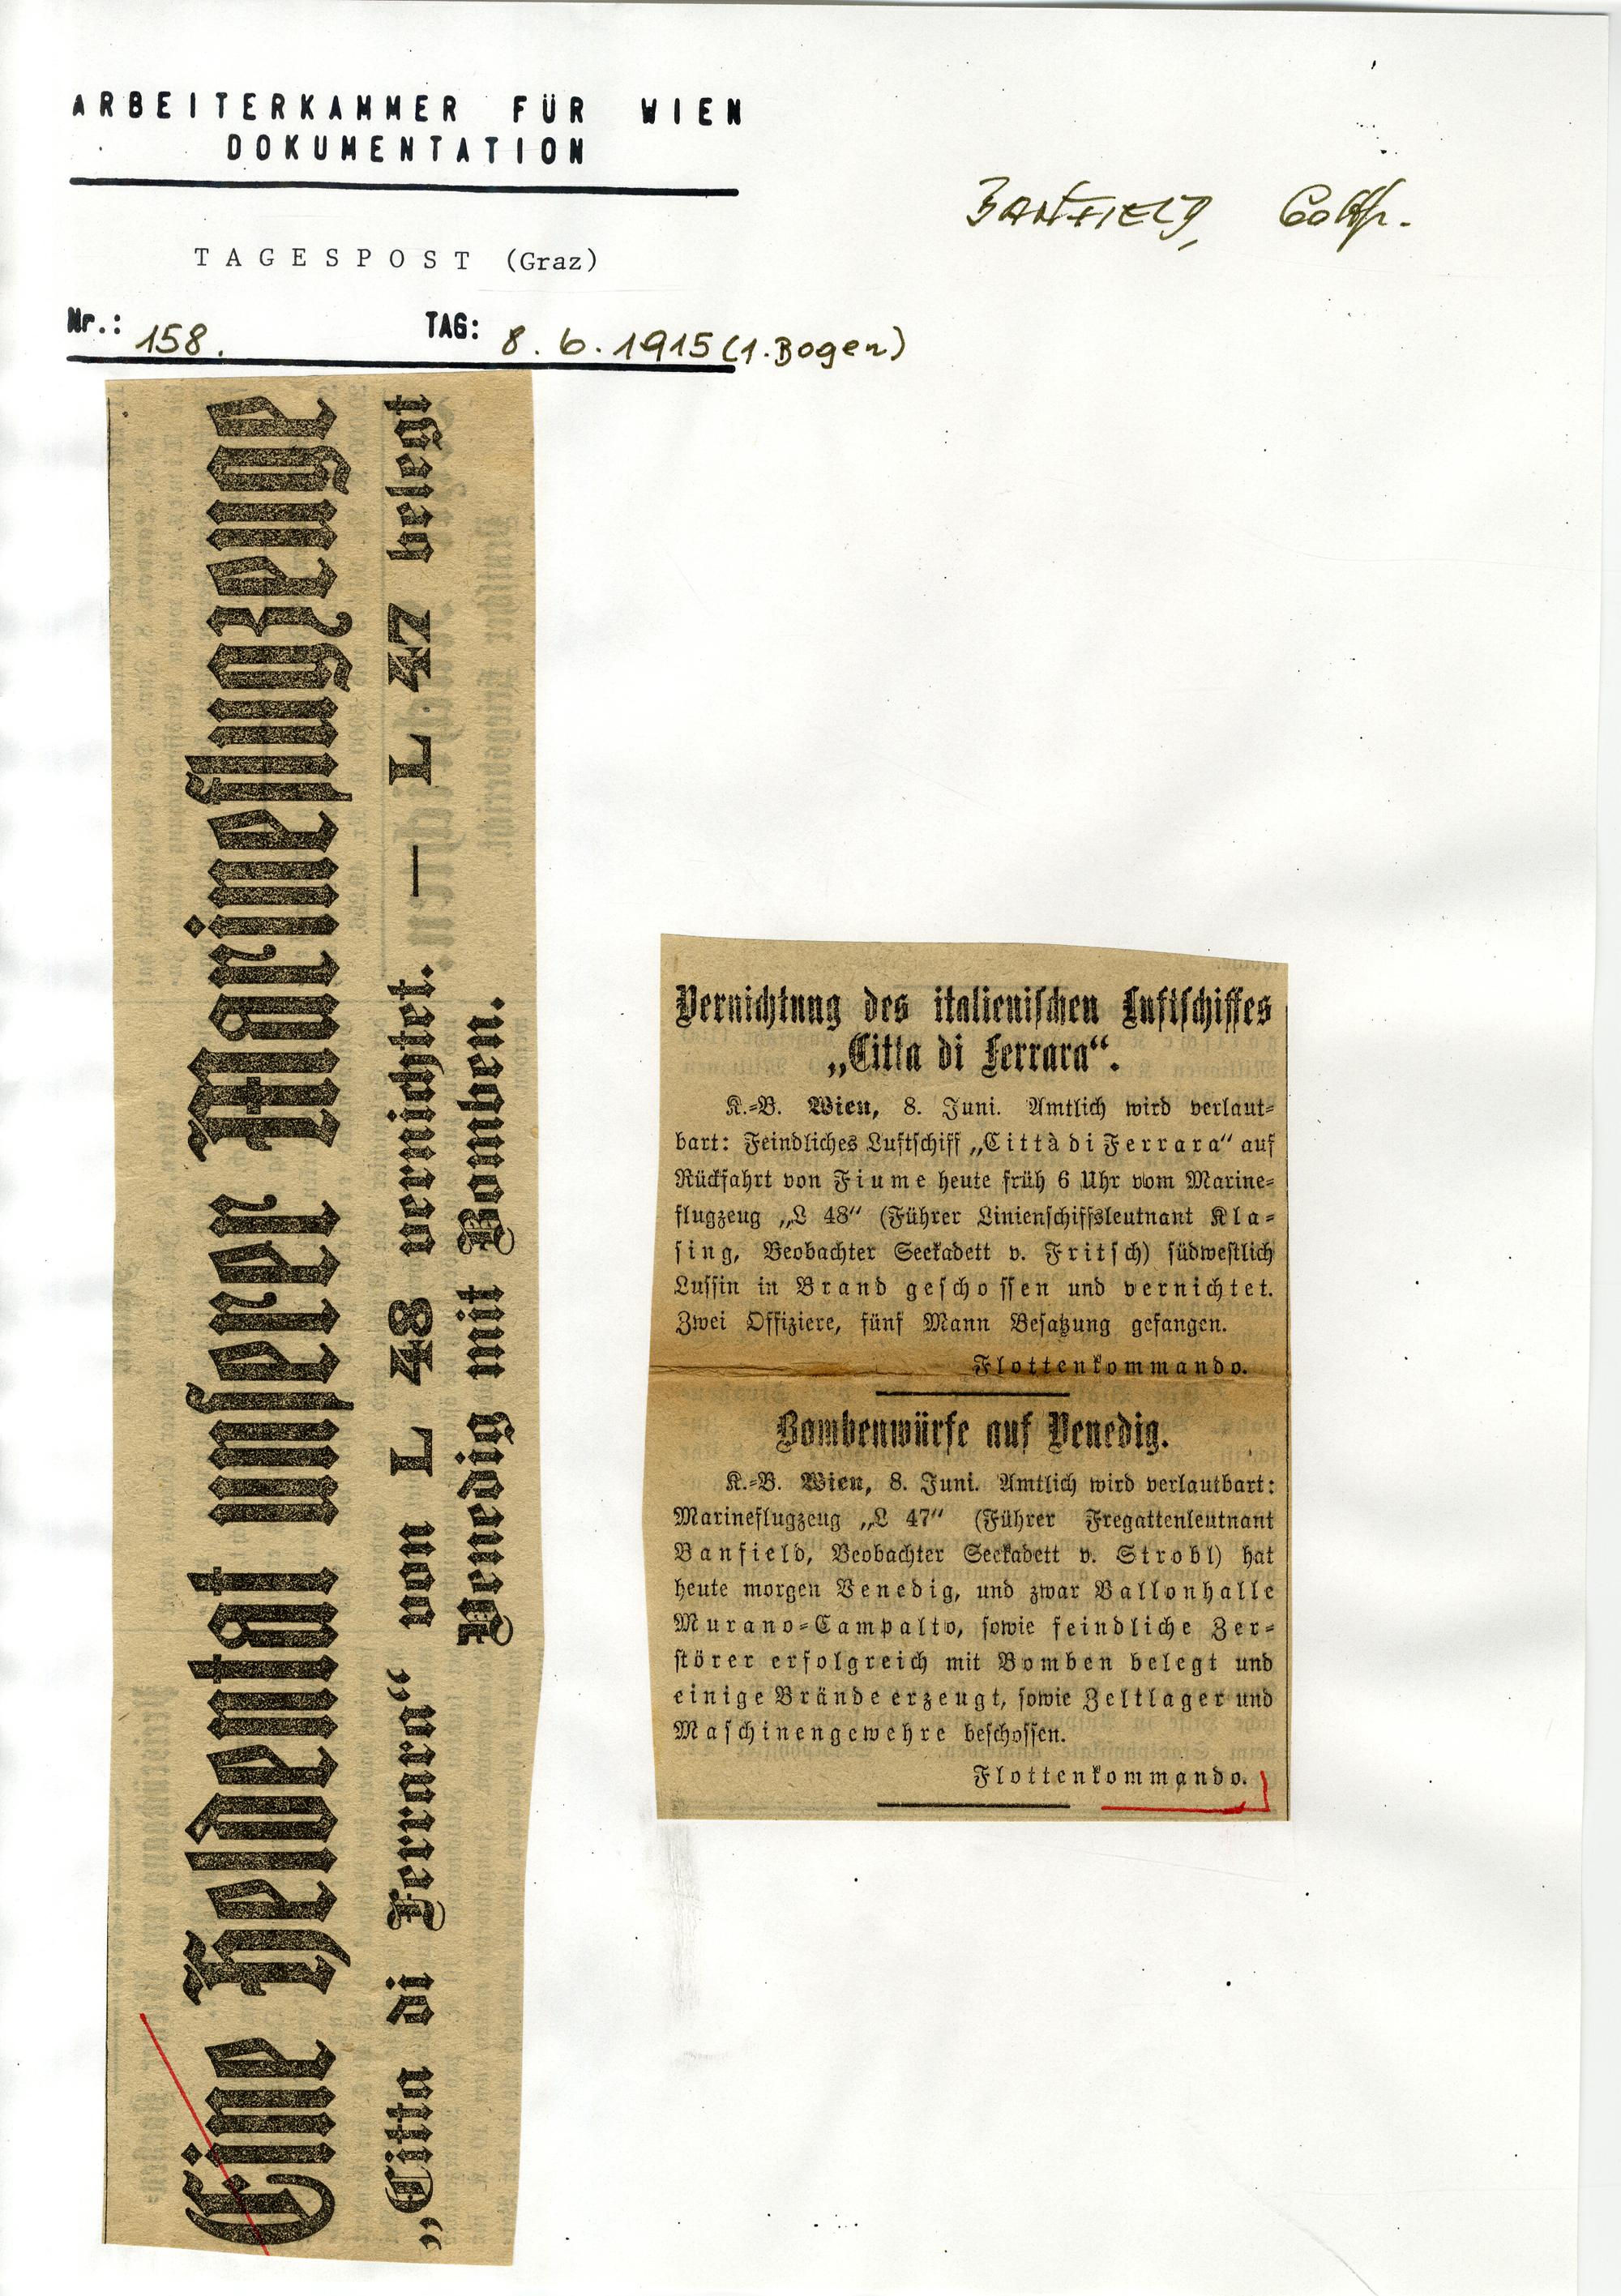 ARBEITERKAMMER FÜR WIEN
DOKUMENTATION
BANFIELD, Gottfr.
TAGESPOST (Graz)
Nr.: 158. TAG: 8.6.1915 (1. Bogen)
Eine Heldentat unserer Marineflugzeuge
„Citta di Ferrara“ von L 48 vernichtet. — L 47 belegt
Venedig mit Bomben.
Vernichtung des italienischen Luftschiffes
„Citta di Ferrara“.
K.-B. Wien, 8. Juni. Amtlich wird verlaut-
bart: Feindliches Luftschiff „Città di Ferrara“ auf
Rückfahrt von Fiume heute früh 6 Uhr vom Marine-
flugzeug „L 48“ (Führer Linienschiffsleutnant Kla-
sing, Beobachter Seekadett v. Fritsch) südwestlich
Lussin in Brand geschossen und vernichtet.
Zwei Offiziere, fünf Mann Besatzung gefangen.
Flottenkommando.
Bombenwürfe auf Venedig.
K.-B. Wien, 8. Juni. Amtlich wird verlautbart:
Marineflugzeug „L 47“ (Führer Fregattenleutnant
Banfield, Beobachter Seekadett v. Strobl) hat
heute morgen Venedig, und zwar Ballonhalle
Murano-Campalto, sowie feindliche Zer-
störer erfolgreich mit Bomben belegt und
einige Brände erzeugt, sowie Zeltlager und
Maschinengewehre beschossen.
Flottenkommando.